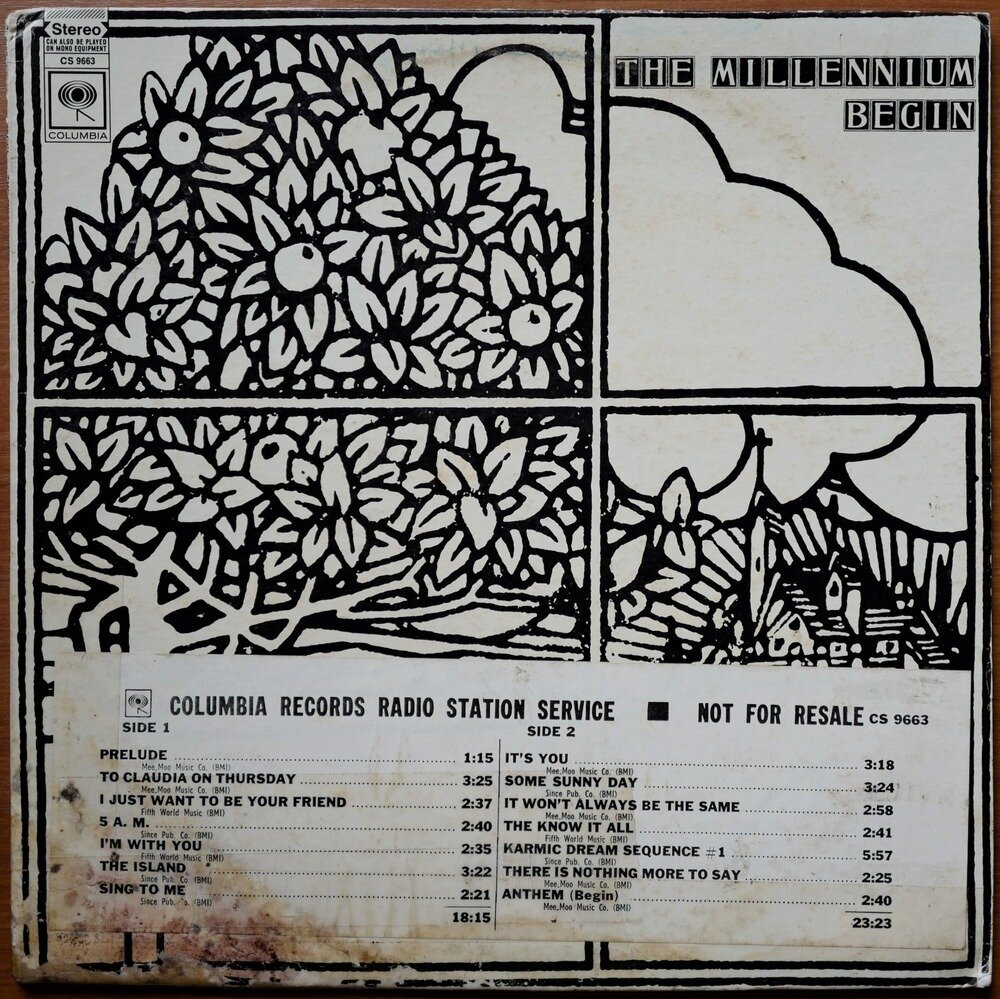 Stereo
CAN ALSO BE PLAYED
ON MONO EQUIPMENT
CS 9663
COLUMBIA
THE MILLENNIUM
BEGIN
COLUMBIA RECORDS RADIO STATION SERVICE ■ NOT FOR RESALE CS 9663
SIDE 1
PRELUDE 1:15
Mee.Moo Music Co. (BMI)
TO CLAUDIA ON THURSDAY 3:25
Mee.Moo Music Co. (BMI)
I JUST WANT TO BE YOUR FRIEND 2:37
Fifth World Music (BMI)
5 A. M. 2:40
Since Pub. Co. (BMI)
I'M WITH YOU 2:35
Fifth World Music (BMI)
THE ISLAND 3:22
Since Pub. Co. (BMI)
SING TO ME 2:21
Since Pub. Co. (BMI)
18:15
SIDE 2
IT'S YOU 3:18
Mee.Moo Music Co. (BMI)
SOME SUNNY DAY 3:24
Since Pub. Co. (BMI)
IT WON'T ALWAYS BE THE SAME 2:58
Mee.Moo Music Co. (BMI)
THE KNOW IT ALL 2:41
Fifth World Music (BMI)
KARMIC DREAM SEQUENCE #1 5:57
Since Pub. Co. (BMI)
THERE IS NOTHING MORE TO SAY 2:25
Mee.Moo Music Co. (BMI)
ANTHEM (Begin) 2:40
Mee.Moo Music Co. (BMI)
23:23